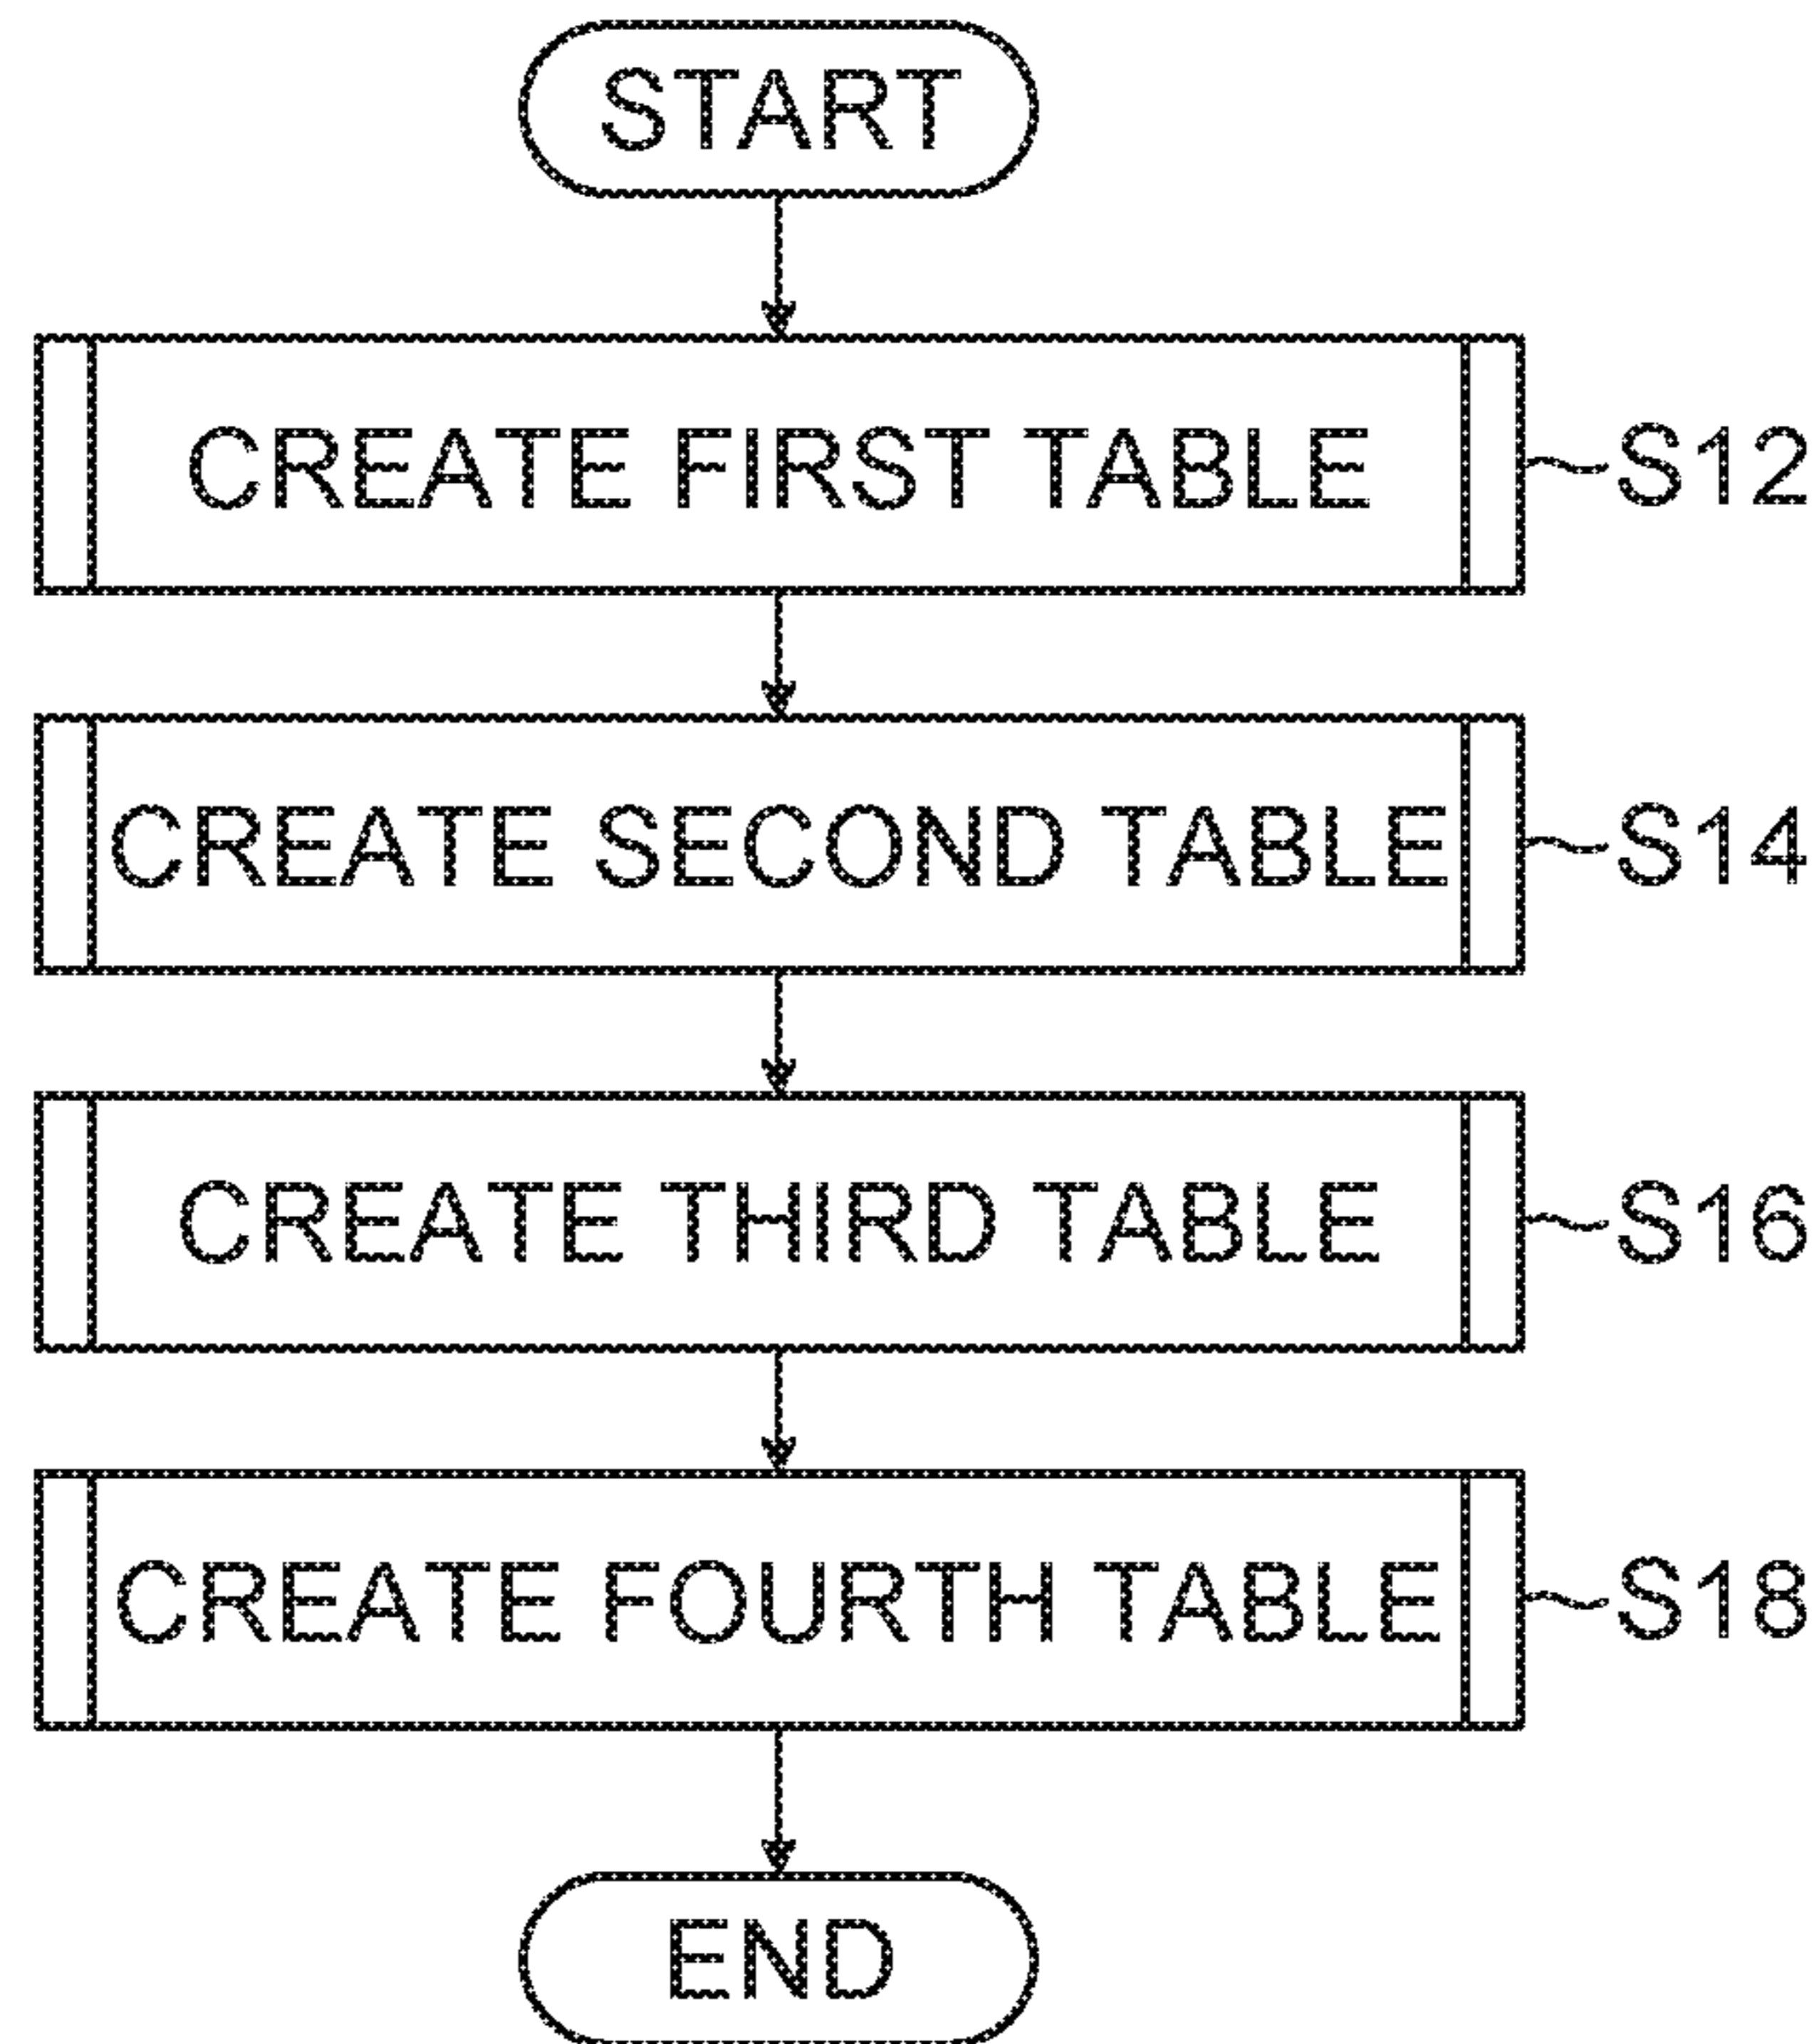 START
CREATE FIRST TABLE S12
CREATE SECOND TABLE S14
CREATE THIRD TABLE S16
CREATE FOURTH TABLE S18
END